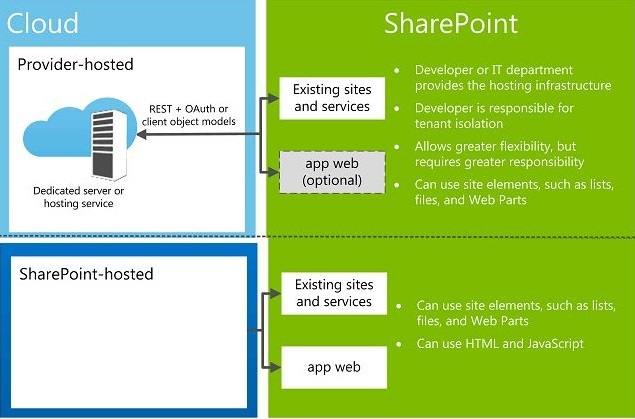 Cloud
SharePoint
Provider-hosted
REST + OAuth or
client object models
Dedicated server or
hosting service
Existing sites
and services
app web
(optional)
• Developer or IT department
provides the hosting infrastructure
• Developer is responsible for
tenant isolation
• Allows greater flexibility, but
requires greater responsibility
• Can use site elements, such as lists,
files, and Web Parts
SharePoint-hosted
Existing sites
and services
app web
• Can use site elements, such as lists,
files, and Web Parts
• Can use HTML and JavaScript